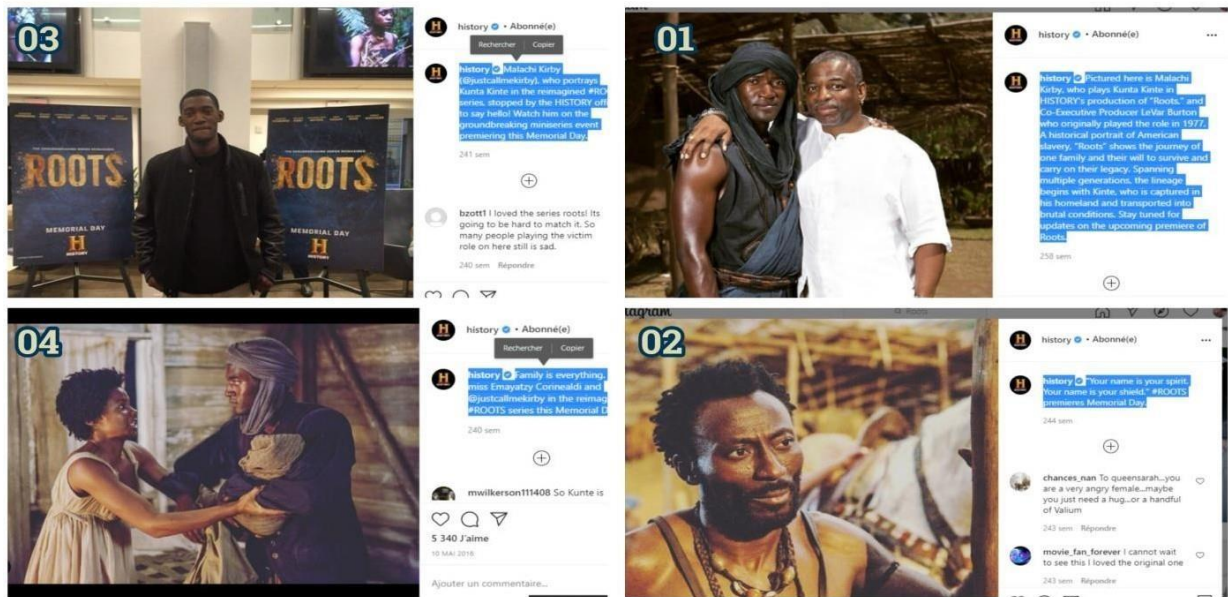 03
ROOTS
MEMORIAL DAY
H
HISTORY
ROOTS
MEMORIAL DAY
H
HISTORY
history • Abonné(e)
Rechercher Copier
history Malachi Kirby
(@justcallmekirby), who portrays
Kunta Kinte in the reimagined #RO
series, stopped by the HISTORY offi
to say hello! Watch him on the
groundbreaking miniseries event
premiering this Memorial Day.
241 sem
bzott1 I loved the series roots! Its
going to be hard to match it. So
many people playing the victim
role on here still is sad.
240 sem Répondre
01
history • Abonné(e)
history Pictured here is Malachi
Kirby, who plays Kunta Kinte in
HISTORY's production of "Roots," and
Co-Executive Producer LeVar Burton
who originally played the role in 1977.
A historical portrait of American
slavery, "Roots" shows the journey of
one family and their will to survive and
carry on their legacy. Spanning
multiple generations, the lineage
begins with Kinte, who is captured in
his homeland and transported into
brutal conditions. Stay tuned for
updates on the upcoming premiere of
Roots.
258 sem
04
history • Abonné(e)
Rechercher Copier
history Family is everything.
miss Emayatzy Corinealdi and
@justcallmekirby in the reimag
#ROOTS series this Memorial D
240 sem
mwilkerson111408 So Kunte is
5 340 J'aime
10 MAI 2016
Ajouter un commentaire...
tagram
Roots
02
history • Abonné(e)
history "Your name is your spirit.
Your name is your shield." #ROOTS
premieres Memorial Day.
244 sem
chances_nan To queensarah...you
are a very angry female...maybe
you just need a hug...or a handful
of Valium
243 sem Répondre
movie_fan_forever I cannot wait
to see this I loved the original one
243 sem Répondre